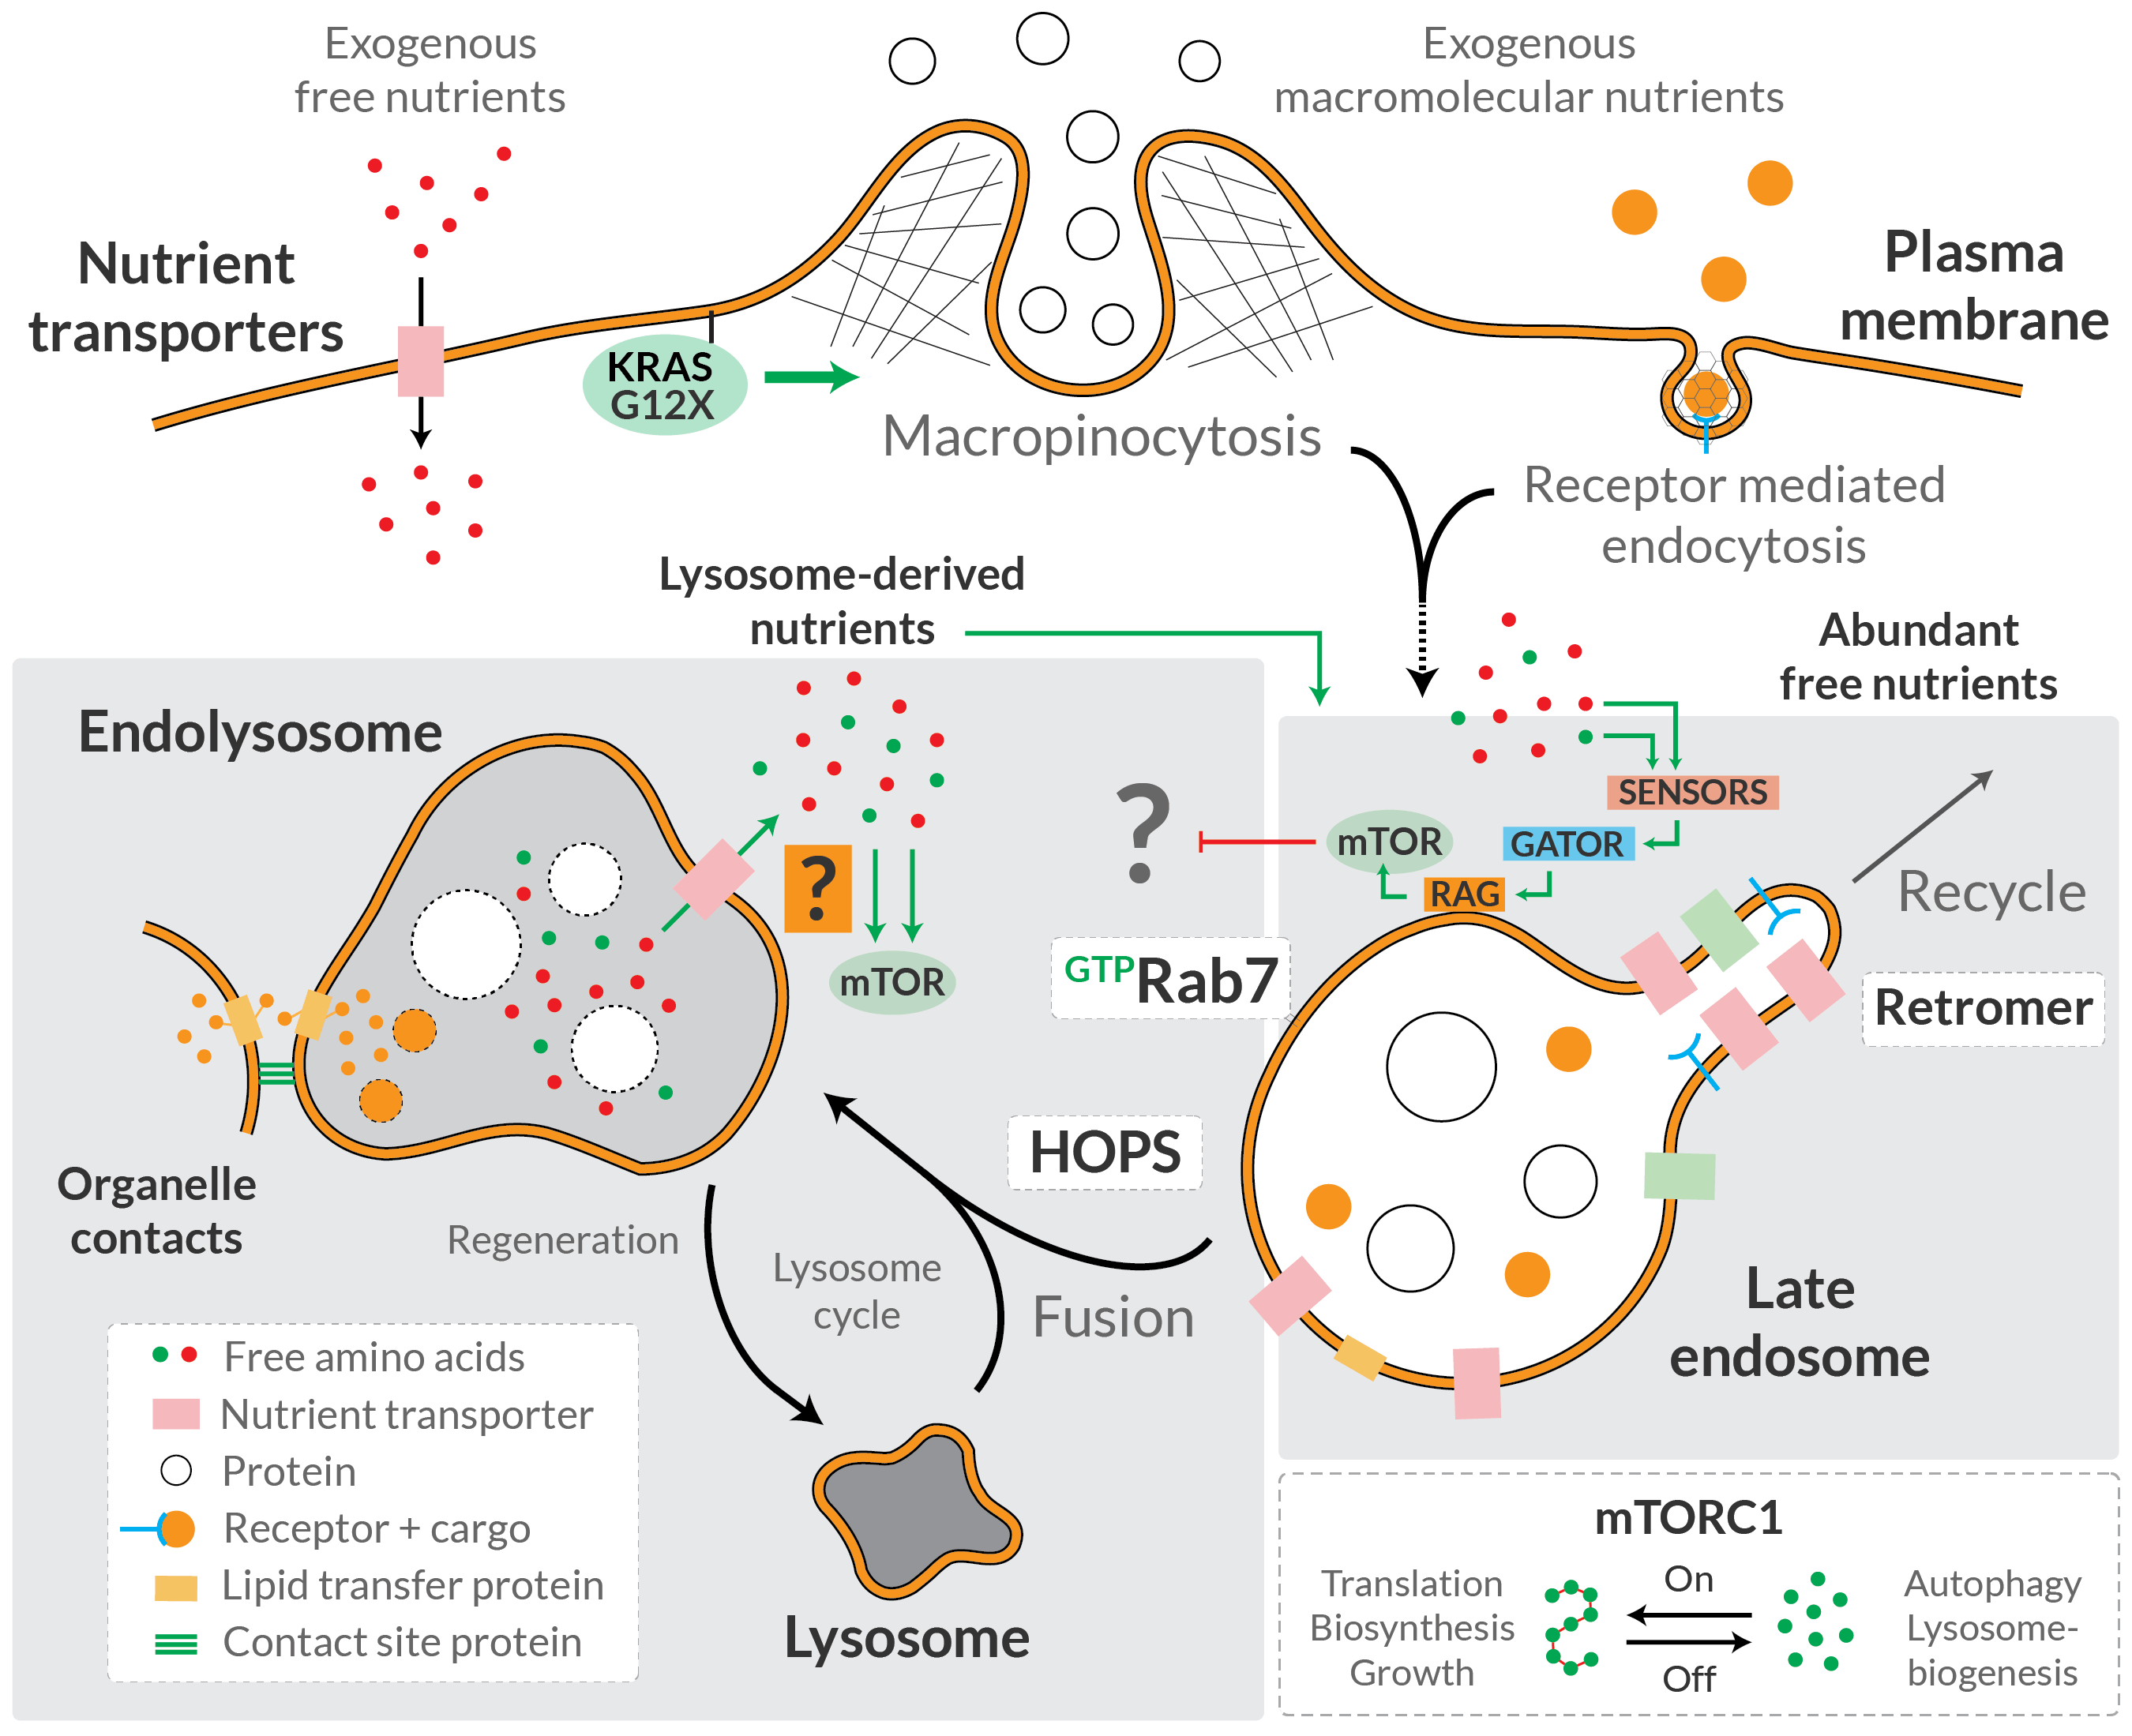 Exogenous
free nutrients
Exogenous
macromolecular nutrients
Nutrient
transporters
Plasma
membrane
KRAS
G12X
Macropinocytosis
Receptor mediated
endocytosis
Lysosome-derived
nutrients
Abundant
free nutrients
Endolysosome
?
?
mTOR
SENSORS
GATOR
mTOR
RAG
Recycle
GTPRab7
Retromer
HOPS
Organelle
contacts
Regeneration
Lysosome
cycle
Fusion
Late
endosome
Lysosome
Free amino acids
Nutrient transporter
Protein
Receptor + cargo
Lipid transfer protein
Contact site protein
mTORC1
Translation
Biosynthesis
Growth
On
Off
Autophagy
Lysosome-
biogenesis